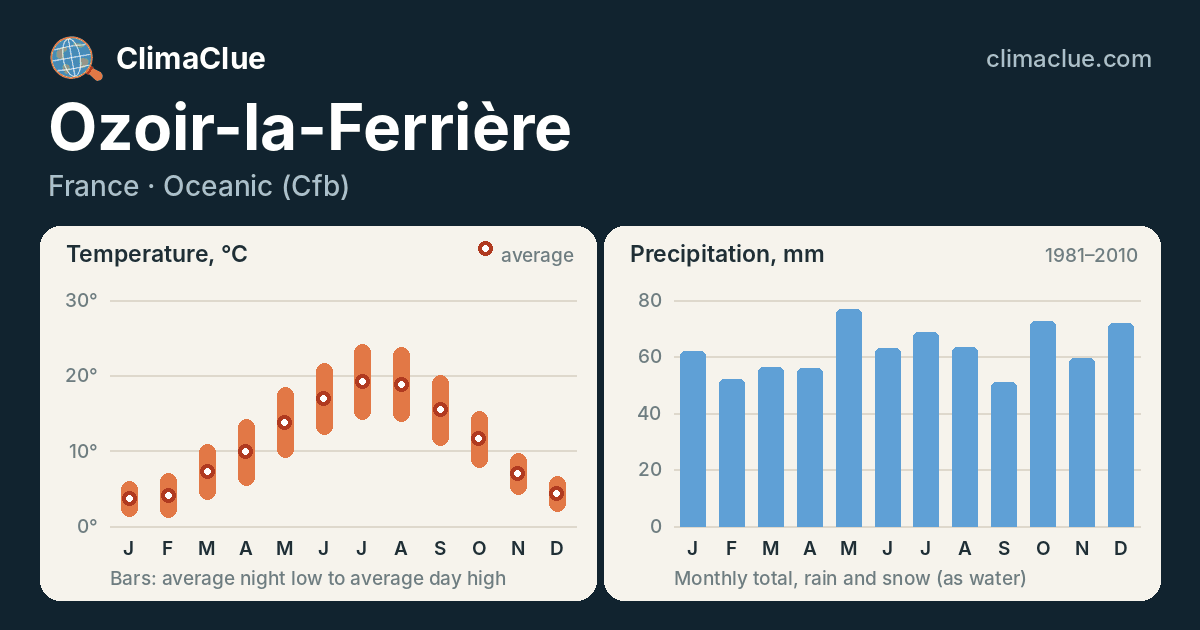 ClimaClue
climaclue.com
Ozoir-la-Ferrière
France · Oceanic (Cfb)
Temperature, °C
average
30°
20°
10°
0°
J F M A M J J A S O N D
Bars: average night low to average day high
Precipitation, mm
1981–2010
80
60
40
20
0
J F M A M J J A S O N D
Monthly total, rain and snow (as water)